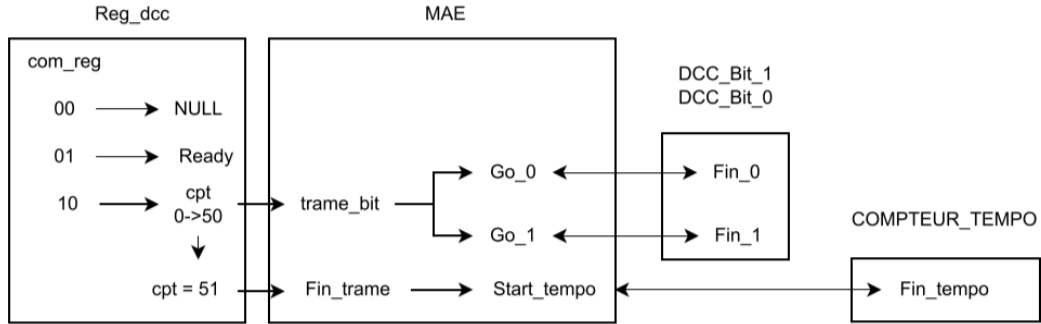 Reg_dcc
MAE
com_reg
DCC_Bit_1
DCC_Bit_0
00
NULL
01
Ready
10
cpt
0->50
trame_bit
Go_0
Go_1
Fin_0
Fin_1
COMPTEUR_TEMPO
cpt = 51
Fin_trame
Start_tempo
Fin_tempo